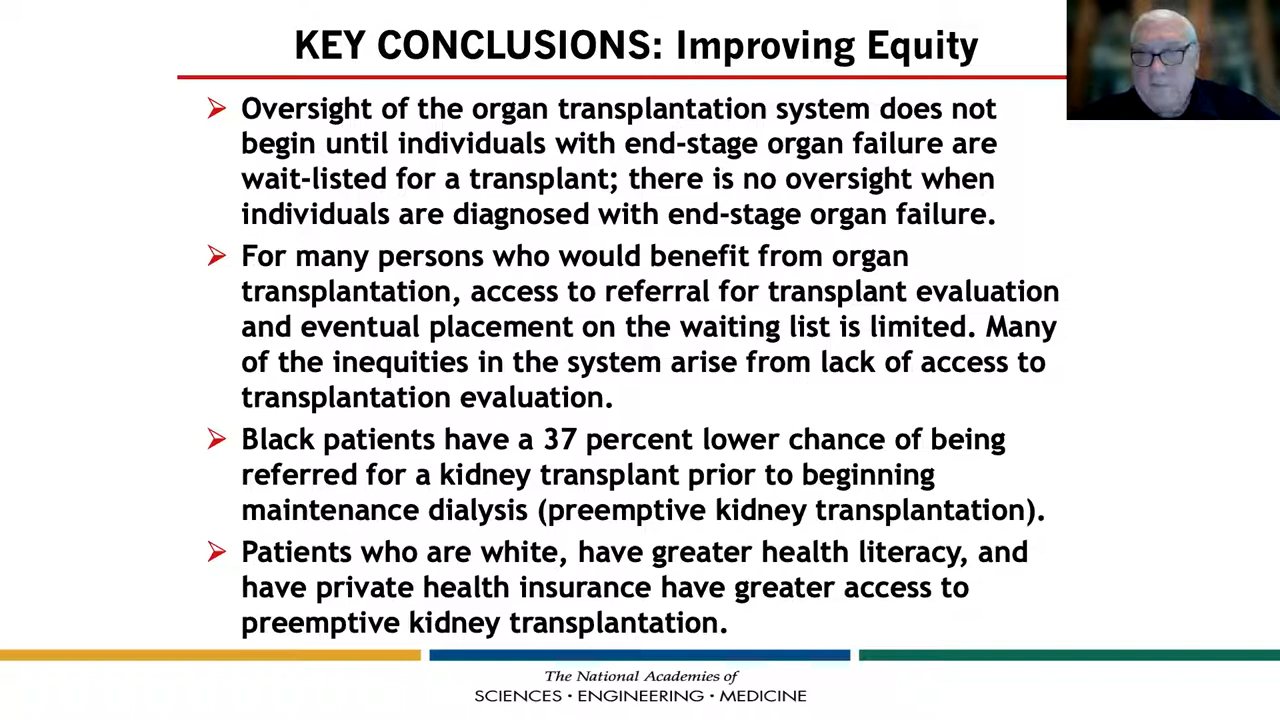 KEY CONCLUSIONS: Improving Equity
Oversight of the organ transplantation system does not
begin until individuals with end-stage organ failure are
wait-listed for a transplant; there is no oversight when
individuals are diagnosed with end-stage organ failure.
For many persons who would benefit from organ
transplantation, access to referral for transplant evaluation
and eventual placement on the waiting list is limited. Many
of the inequities in the system arise from lack of access to
transplantation evaluation.
Black patients have a 37 percent lower chance of being
referred for a kidney transplant prior to beginning
maintenance dialysis (preemptive kidney transplantation).
Patients who are white, have greater health literacy, and
have private health insurance have greater access to
preemptive kidney transplantation.
The National Academies of
SCIENCES • ENGINEERING • MEDICINE